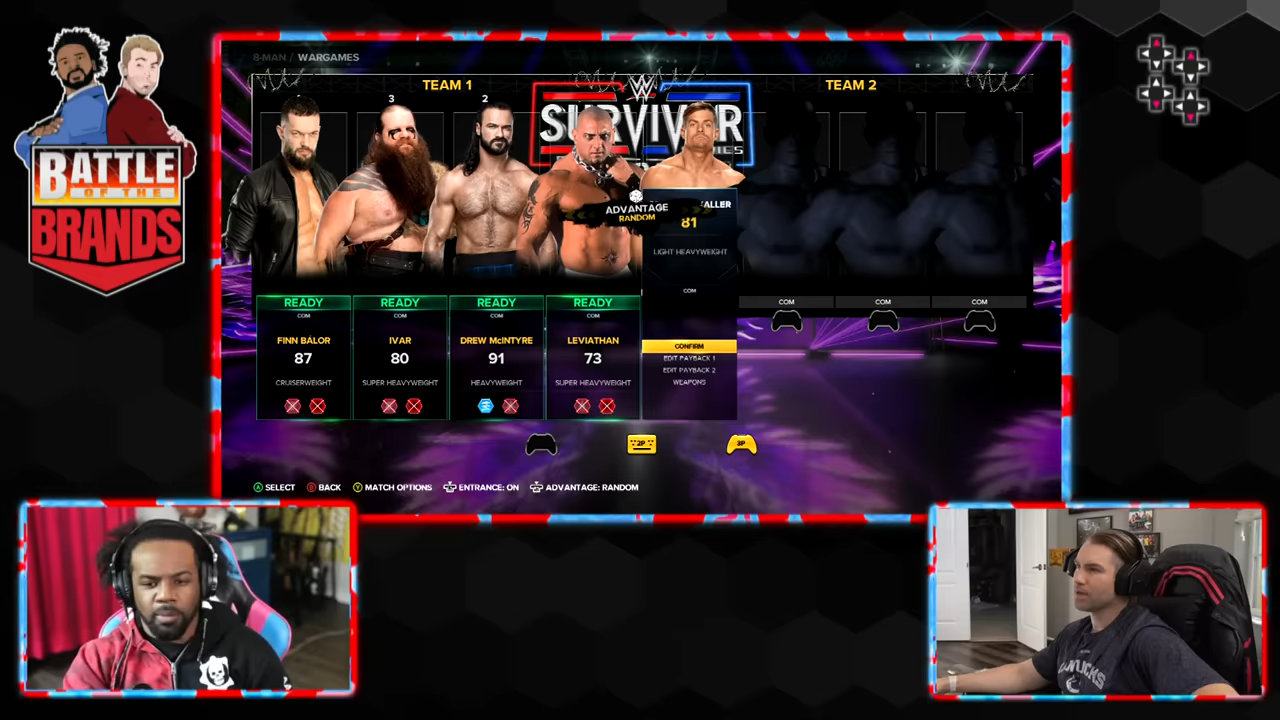 8-MAN / WARGAMES
TEAM 1
TEAM 2
3
2
W
SURVIVOR
IES
BATTLE
OF THE
BRANDS
ADVANTAGE
RANDOM
ALLER
81
LIGHT HEAVYWEIGHT
COM
COM
COM
COM
READY
COM
FINN BÁLOR
87
CRUISERWEIGHT
READY
COM
IVAR
80
SUPER HEAVYWEIGHT
READY
COM
DREW McINTYRE
91
HEAVYWEIGHT
READY
COM
LEVIATHAN
73
SUPER HEAVYWEIGHT
CONFIRM
EDIT PAYBACK 1
EDIT PAYBACK 2
WEAPONS
2P
3P
A SELECT B BACK Y MATCH OPTIONS ENTRANCE: ON ADVANTAGE: RANDOM